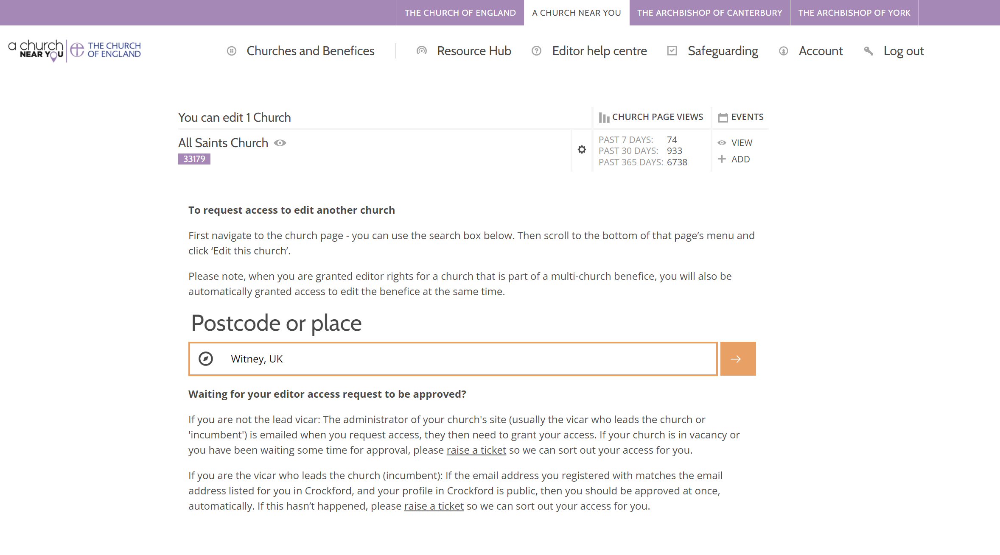 THE CHURCH OF ENGLAND
A CHURCH NEAR YOU
THE ARCHBISHOP OF CANTERBURY
THE ARCHBISHOP OF YORK
a church
NEAR YOU
THE CHURCH
OF ENGLAND
Churches and Benefices
Resource Hub
Editor help centre
Safeguarding
Account
Log out
You can edit 1 Church
CHURCH PAGE VIEWS
EVENTS
All Saints Church
33179
PAST 7 DAYS: 74
PAST 30 DAYS: 933
PAST 365 DAYS: 6738
VIEW
ADD
To request access to edit another church
First navigate to the church page - you can use the search box below. Then scroll to the bottom of that page’s menu and
click ‘Edit this church’.
Please note, when you are granted editor rights for a church that is part of a multi-church benefice, you will also be
automatically granted access to edit the benefice at the same time.
Postcode or place
Witney, UK
Waiting for your editor access request to be approved?
If you are not the lead vicar: The administrator of your church's site (usually the vicar who leads the church or
'incumbent') is emailed when you request access, they then need to grant your access. If your church is in vacancy or
you have been waiting some time for approval, please raise a ticket so we can sort out your access for you.
If you are the vicar who leads the church (incumbent): If the email address you registered with matches the email
address listed for you in Crockford, and your profile in Crockford is public, then you should be approved at once,
automatically. If this hasn’t happened, please raise a ticket so we can sort out your access for you.